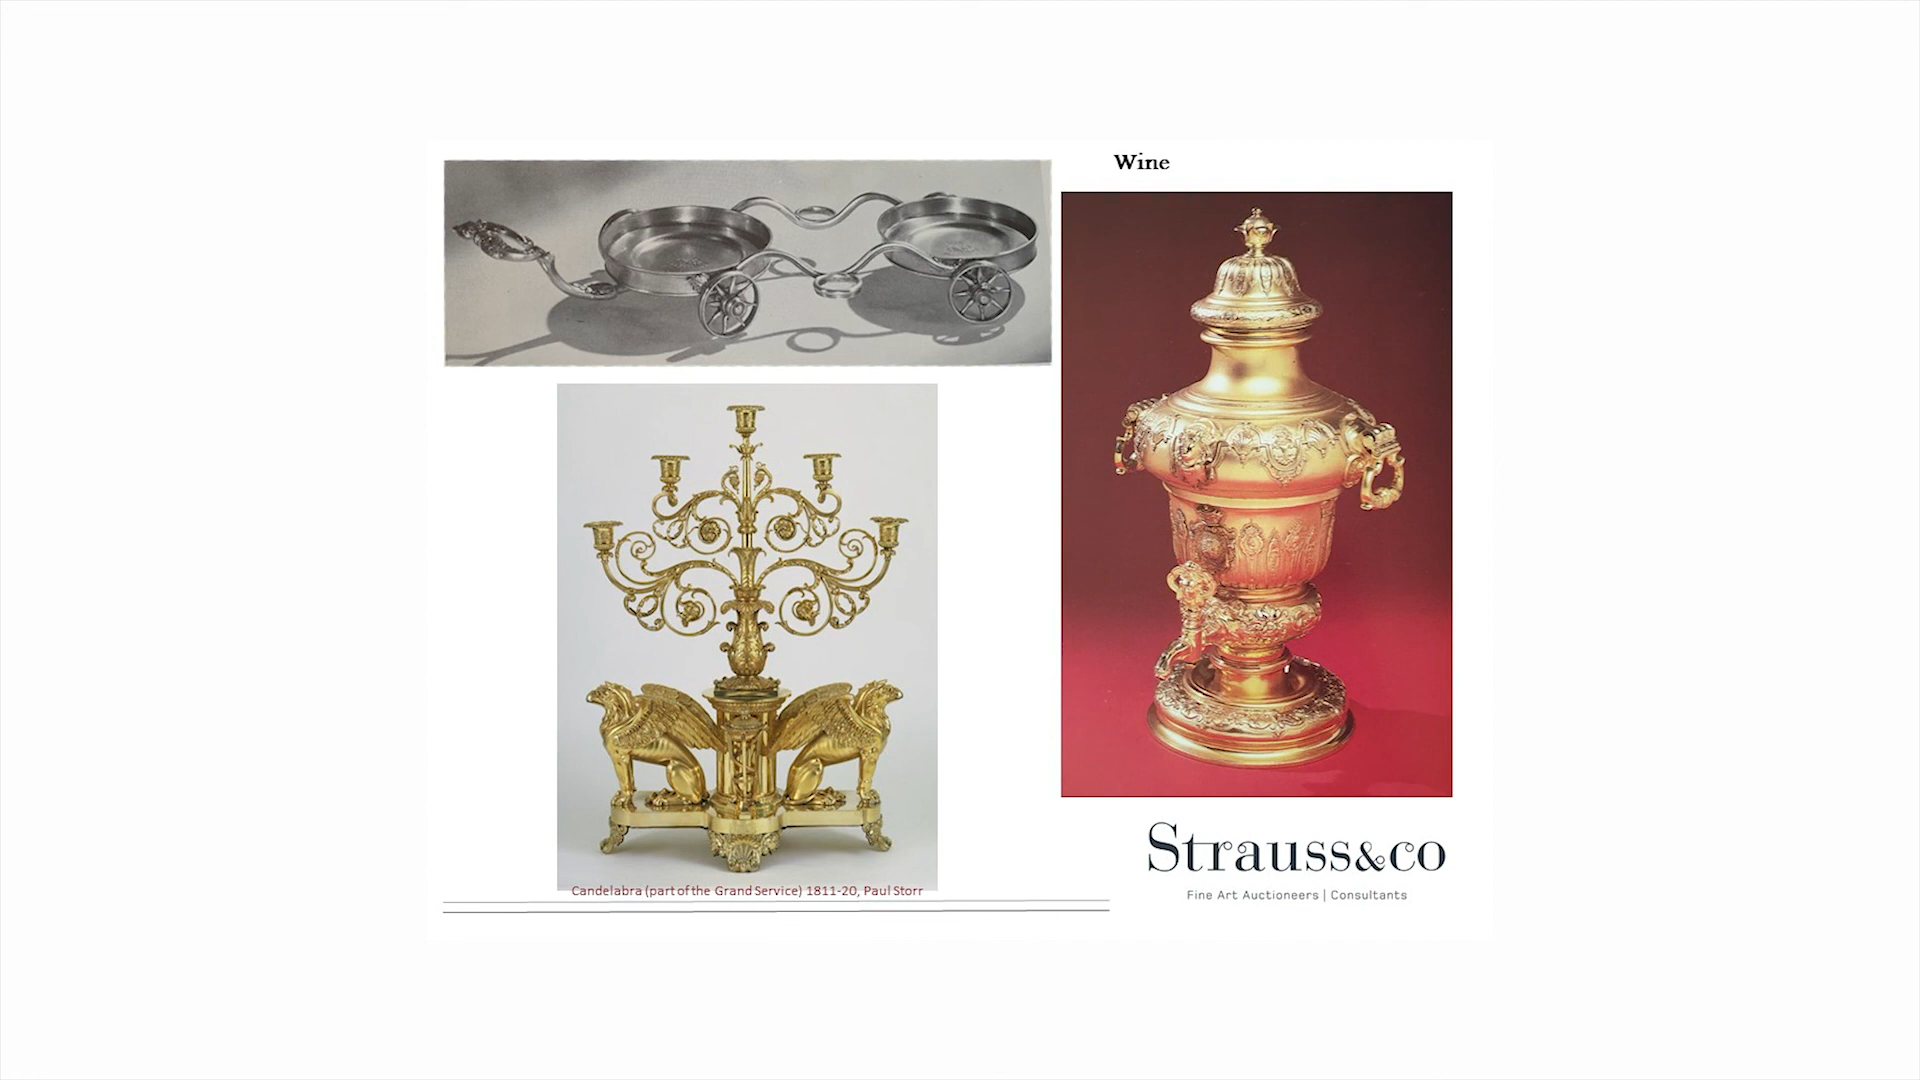 Wine
Candelabra (part of the Grand Service) 1811-20, Paul Storr
Strauss&co
Fine Art Auctioneers | Consultants